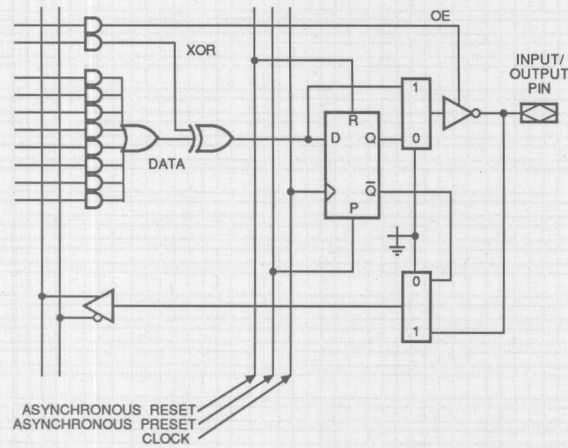 OE
XOR
INPUT/
OUTPUT
PIN
1
R
D
Q
0
DATA
Q̅
P
0
1
ASYNCHRONOUS RESET
ASYNCHRONOUS PRESET
CLOCK